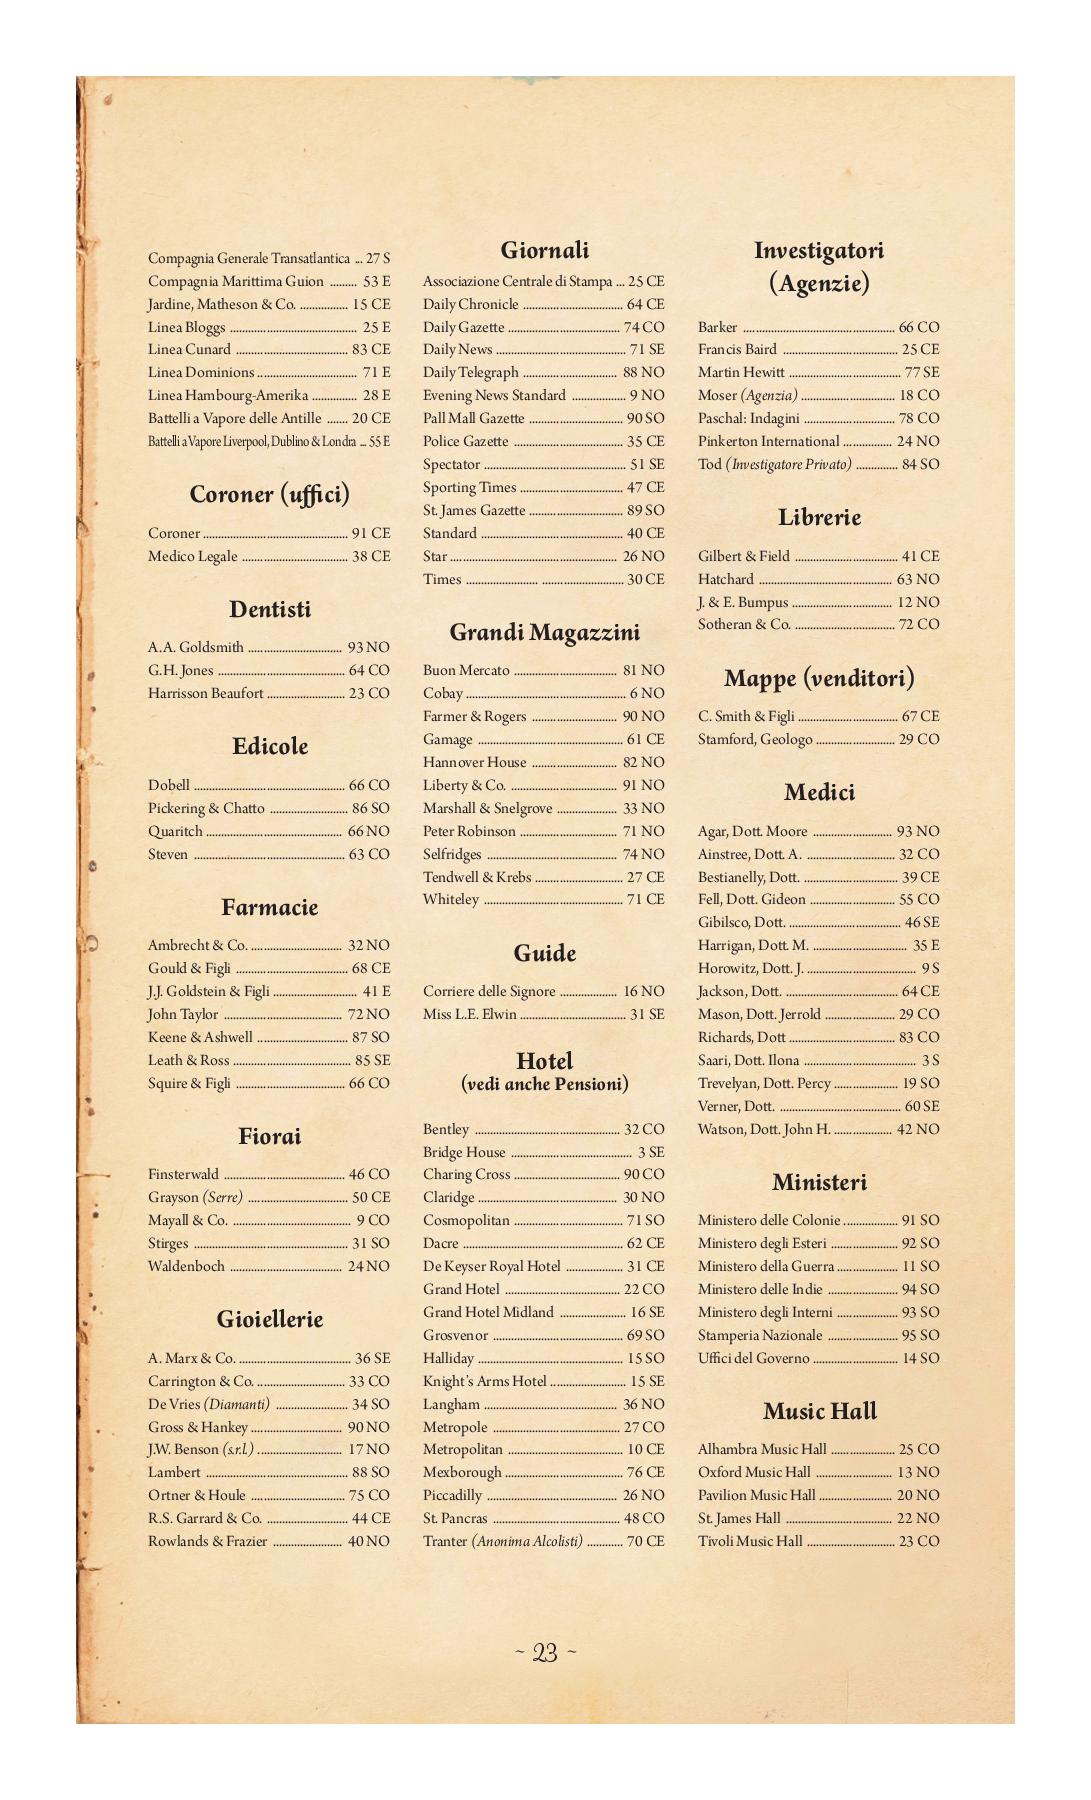 Compagnia Generale Transatlantica ... 27 S
Compagnia Marittima Guion ......... 53 E
Jardine, Matheson & Co. ................ 15 CE
Linea Bloggs .......................................... 25 E
Linea Cunard ..................................... 83 CE
Linea Dominions ................................. 71 E
Linea Hambourg-Amerika ............... 28 E
Battelli a Vapore delle Antille ....... 20 CE
Battelli a Vapore Liverpool, Dublino & Londra ... 55 E
Coroner (uffici)
Coroner ................................................ 91 CE
Medico Legale ................................... 38 CE
Dentisti
A.A. Goldsmith ............................... 93 NO
G.H. Jones .......................................... 64 CO
Harrisson Beaufort .......................... 23 CO
Edicole
Dobell .................................................. 66 CO
Pickering & Chatto ......................... 86 SO
Quaritch ............................................. 66 NO
Steven .................................................. 63 CO
Farmacie
Ambrecht & Co. .............................. 32 NO
Gould & Figli ..................................... 68 CE
J.J. Goldstein & Figli ............................ 41 E
John Taylor ....................................... 72 NO
Keene & Ashwell .............................. 87 SO
Leath & Ross ....................................... 85 SE
Squire & Figli .................................... 66 CO
Fiorai
Finsterwald ........................................ 46 CO
Grayson (Serre) ................................. 50 CE
Mayall & Co. ....................................... 9 CO
Stirges ................................................... 31 SO
Waldenboch ...................................... 24 NO
Gioiellerie
A. Marx & Co. ..................................... 36 SE
Carrington & Co. ............................. 33 CO
De Vries (Diamanti) ........................ 34 SO
Gross & Hankey .............................. 90 NO
J.W. Benson (s.r.l.) ............................ 17 NO
Lambert ............................................... 88 SO
Ortner & Houle ............................... 75 CO
R.S. Garrard & Co. ........................... 44 CE
Rowlands & Frazier ....................... 40 NO
Giornali
Associazione Centrale di Stampa ... 25 CE
Daily Chronicle ................................. 64 CE
Daily Gazette ..................................... 74 CO
Daily News ........................................... 71 SE
Daily Telegraph ................................ 88 NO
Evening News Standard .................. 9 NO
Pall Mall Gazette ............................... 90 SO
Police Gazette .................................... 35 CE
Spectator ............................................... 51 SE
Sporting Times .................................. 47 CE
St. James Gazette ............................... 89 SO
Standard ............................................... 40 CE
Star ....................................................... 26 NO
Times ........................ ........................... 30 CE
Grandi Magazzini
Buon Mercato .................................. 81 NO
Cobay ..................................................... 6 NO
Farmer & Rogers ............................ 90 NO
Gamage ................................................ 61 CE
Hannover House ............................ 82 NO
Liberty & Co. .................................... 91 NO
Marshall & Snelgrove .................... 33 NO
Peter Robinson ................................ 71 NO
Selfridges ........................................... 74 NO
Tendwell & Krebs ............................. 27 CE
Whiteley .............................................. 71 CE
Guide
Corriere delle Signore ................... 16 NO
Miss L.E. Elwin ................................... 31 SE
Hotel
(vedi anche Pensioni)
Bentley ................................................ 32 CO
Bridge House ........................................ 3 SE
Charing Cross .................................... 90 CO
Claridge .............................................. 30 NO
Cosmopolitan .................................... 71 SO
Dacre ..................................................... 62 CE
De Keyser Royal Hotel ................... 31 CE
Grand Hotel ....................................... 22 CO
Grand Hotel Midland ...................... 16 SE
Grosvenor ........................................... 69 SO
Halliday ................................................ 15 SO
Knight's Arms Hotel ......................... 15 SE
Langham ............................................ 36 NO
Metropole ........................................... 27 CO
Metropolitan ...................................... 10 CE
Mexborough ....................................... 76 CE
Piccadilly ........................................... 26 NO
St. Pancras .......................................... 48 CO
Tranter (Anonima Alcolisti) ............ 70 CE
Investigatori
(Agenzie)
Barker .................................................. 66 CO
Francis Baird ...................................... 25 CE
Martin Hewitt ..................................... 77 SE
Moser (Agenzia) ............................... 18 CO
Paschal: Indagini ............................... 78 CO
Pinkerton International ................ 24 NO
Tod (Investigatore Privato) .............. 84 SO
Librerie
Gilbert & Field ................................... 41 CE
Hatchard ............................................ 63 NO
J. & E. Bumpus ................................. 12 NO
Sotheran & Co. ................................. 72 CO
Mappe (venditori)
C. Smith & Figli ................................. 67 CE
Stamford, Geologo .......................... 29 CO
Medici
Agar, Dott. Moore .......................... 93 NO
Ainstree, Dott. A. .............................. 32 CO
Bestianelly, Dott. ............................... 39 CE
Fell, Dott. Gideon ............................ 55 CO
Gibilsco, Dott. ..................................... 46 SE
Harrigan, Dott. M. ............................... 35 E
Horowitz, Dott. J. .................................... 9 S
Jackson, Dott. ..................................... 64 CE
Mason, Dott. Jerrold ........................ 29 CO
Richards, Dott .................................... 83 CO
Saari, Dott. Ilona ..................................... 3 S
Trevelyan, Dott. Percy ..................... 19 SO
Verner, Dott. ........................................ 60 SE
Watson, Dott. John H. ................... 42 NO
Ministeri
Ministero delle Colonie .................. 91 SO
Ministero degli Esteri ...................... 92 SO
Ministero della Guerra .................... 11 SO
Ministero delle Indie ....................... 94 SO
Ministero degli Interni .................... 93 SO
Stamperia Nazionale ....................... 95 SO
Uffici del Governo ............................ 14 SO
Music Hall
Alhambra Music Hall ..................... 25 CO
Oxford Music Hall ......................... 13 NO
Pavilion Music Hall ........................ 20 NO
St. James Hall ................................... 22 NO
Tivoli Music Hall ............................. 23 CO
~ 23 ~